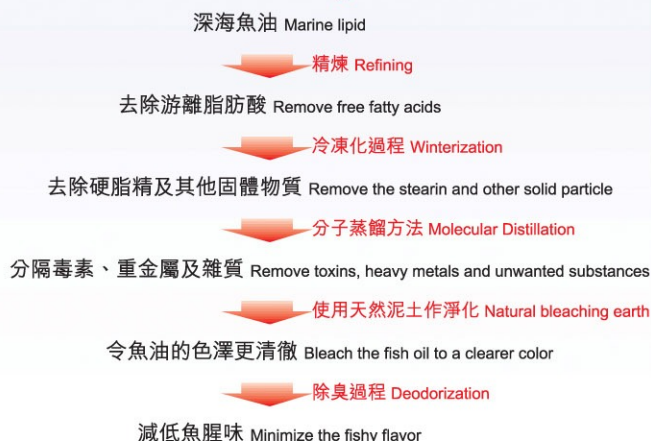 深海魚油 Marine lipid
精煉 Refining
去除游離脂肪酸 Remove free fatty acids
冷凍化過程 Winterization
去除硬脂精及其他固體物質 Remove the stearin and other solid particle
分子蒸餾方法 Molecular Distillation
分隔毒素、重金屬及雜質 Remove toxins, heavy metals and unwanted substances
使用天然泥土作淨化 Natural bleaching earth
令魚油的色澤更清徹 Bleach the fish oil to a clearer color
除臭過程 Deodorization
減低魚腥味 Minimize the fishy flavor